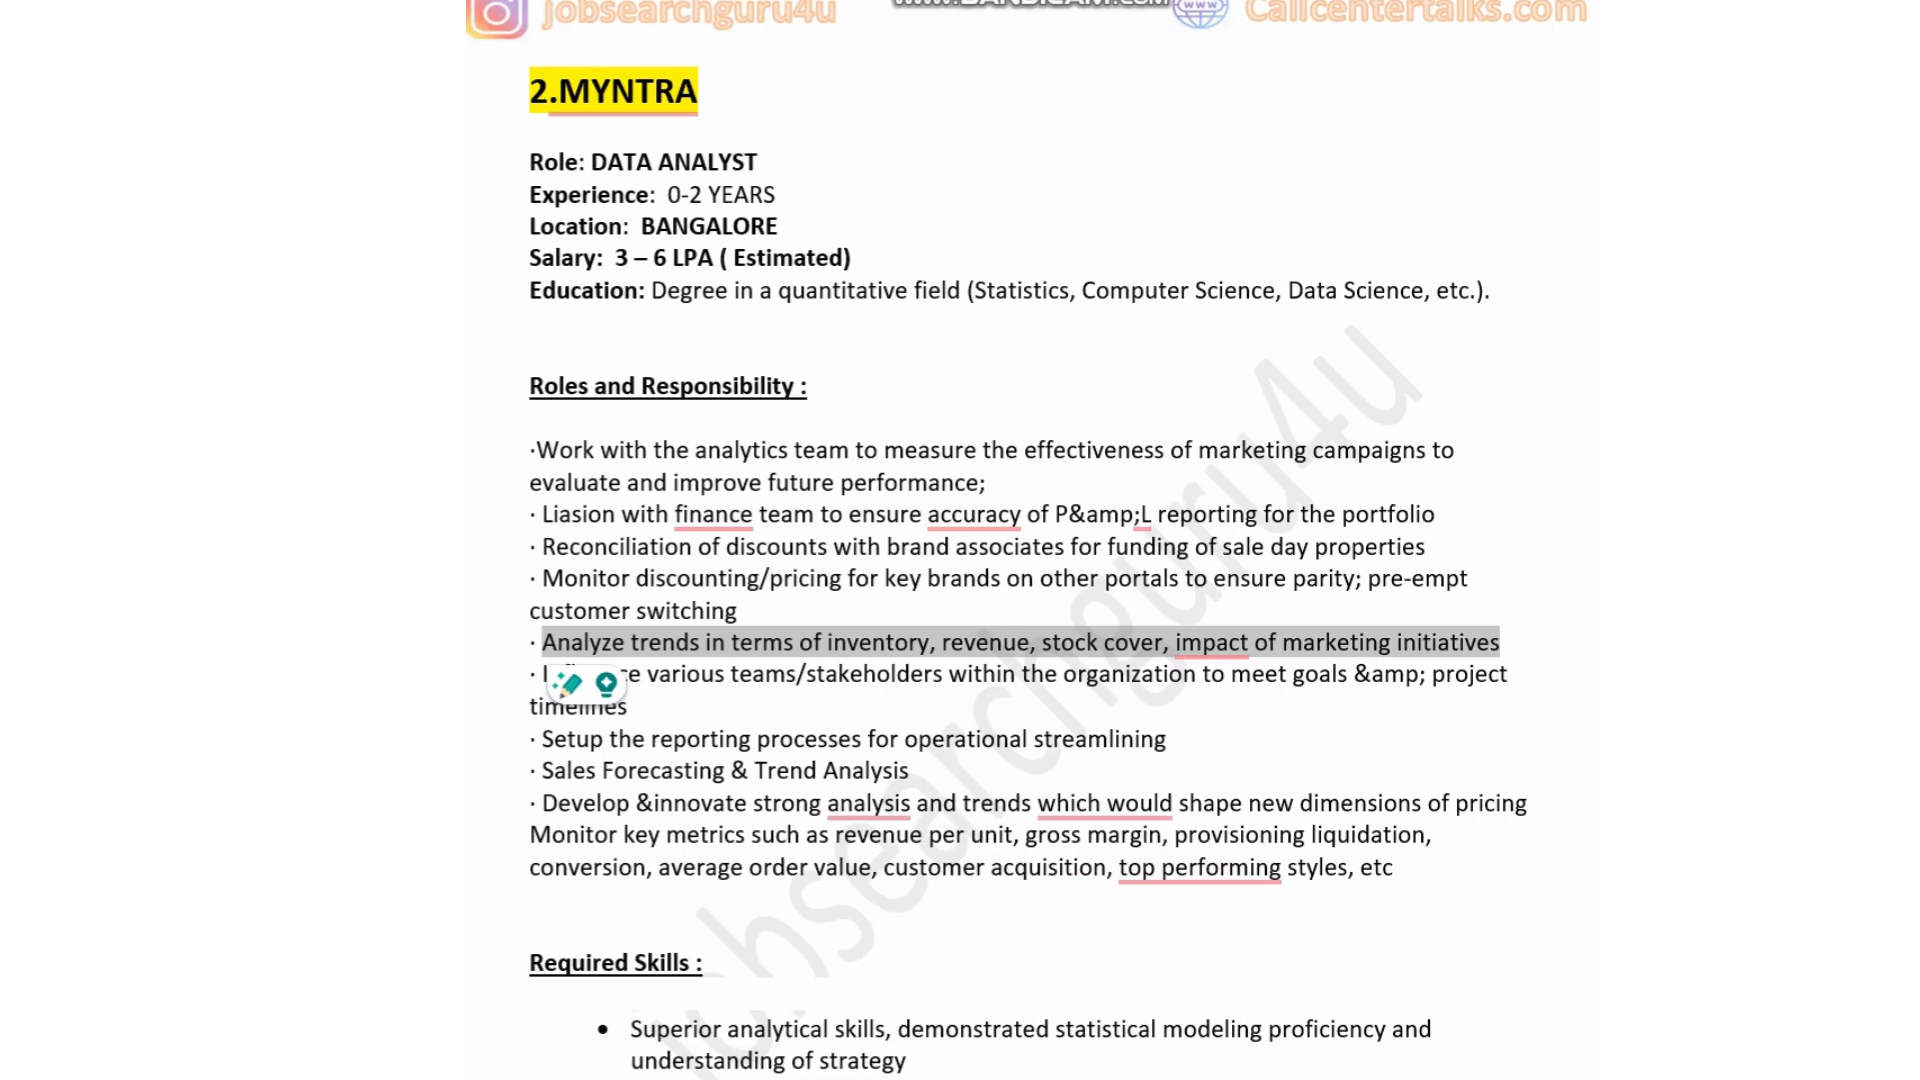 jobsearchguru4u www.BANDICAM.com www Callcentertalks.com
2.MYNTRA
Role: DATA ANALYST
Experience: 0-2 YEARS
Location: BANGALORE
Salary: 3 – 6 LPA ( Estimated)
Education: Degree in a quantitative field (Statistics, Computer Science, Data Science, etc.).
Roles and Responsibility :
·Work with the analytics team to measure the effectiveness of marketing campaigns to
evaluate and improve future performance;
· Liasion with finance team to ensure accuracy of P&amp;L reporting for the portfolio
· Reconciliation of discounts with brand associates for funding of sale day properties
· Monitor discounting/pricing for key brands on other portals to ensure parity; pre-empt
customer switching
· Analyze trends in terms of inventory, revenue, stock cover, impact of marketing initiatives
· various teams/stakeholders within the organization to meet goals &amp; project
timelines
· Setup the reporting processes for operational streamlining
· Sales Forecasting & Trend Analysis
· Develop &innovate strong analysis and trends which would shape new dimensions of pricing
Monitor key metrics such as revenue per unit, gross margin, provisioning liquidation,
conversion, average order value, customer acquisition, top performing styles, etc
Required Skills :
• Superior analytical skills, demonstrated statistical modeling proficiency and
understanding of strategy
jobsearchguru4u